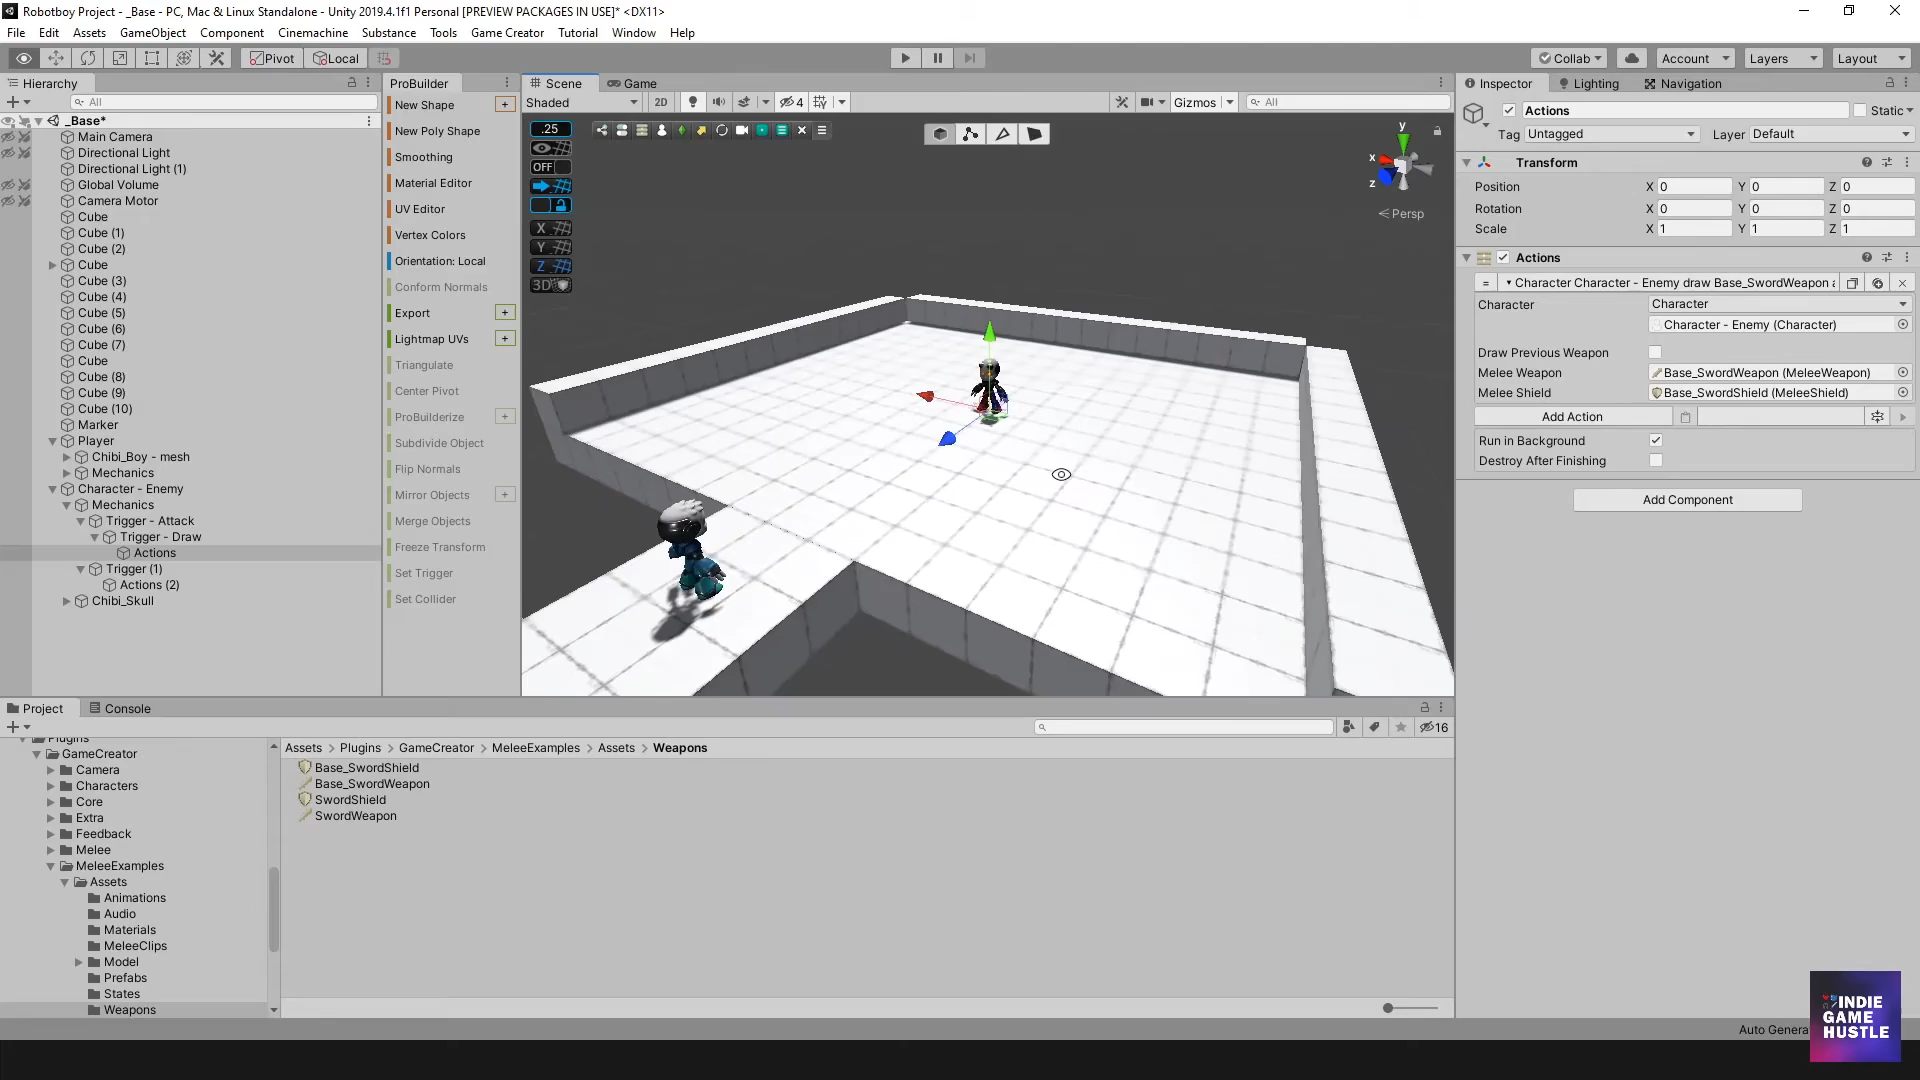 Robotboy Project - _Base - PC, Mac & Linux Standalone - Unity 2019.4.1f1 Personal [PREVIEW PACKAGES IN USE]* <DX11>
File Edit Assets GameObject Component Cinemachine Substance Tools Game Creator Tutorial Window Help
Pivot Local Collab Account Layers Layout
Hierarchy
All
_Base*
Main Camera
Directional Light
Directional Light (1)
Global Volume
Camera Motor
Cube
Cube (1)
Cube (2)
Cube
Cube (3)
Cube (4)
Cube (5)
Cube (6)
Cube (7)
Cube
Cube (8)
Cube (9)
Cube (10)
Marker
Player
Chibi_Boy - mesh
Mechanics
Character - Enemy
Mechanics
Trigger - Attack
Trigger - Draw
Actions
Trigger (1)
Actions (2)
Chibi_Skull
ProBuilder
New Shape +
New Poly Shape
Smoothing
Material Editor
UV Editor
Vertex Colors
Orientation: Local
Conform Normals
Export +
Lightmap UVs +
Triangulate
Center Pivot
ProBuilderize +
Subdivide Object
Flip Normals
Mirror Objects +
Merge Objects
Freeze Transform
Set Trigger
Set Collider
Scene Game
Shaded 2D 4 Gizmos All
.25
OFF
X
Y
Z
3D
y
x
z
Persp
Inspector Lighting Navigation
Actions Static
Tag Untagged Layer Default
Transform
Position X 0 Y 0 Z 0
Rotation X 0 Y 0 Z 0
Scale X 1 Y 1 Z 1
Actions
= Character Character - Enemy draw Base_SwordWeapon a
Character Character
Character - Enemy (Character)
Draw Previous Weapon
Melee Weapon Base_SwordWeapon (MeleeWeapon)
Melee Shield Base_SwordShield (MeleeShield)
Add Action
Run in Background
Destroy After Finishing
Add Component
Project Console
16
Plugins
GameCreator
Camera
Characters
Core
Extra
Feedback
Melee
MeleeExamples
Assets
Animations
Audio
Materials
MeleeClips
Model
Prefabs
States
Weapons
Assets > Plugins > GameCreator > MeleeExamples > Assets > Weapons
Base_SwordShield
Base_SwordWeapon
SwordShield
SwordWeapon
Auto Genera
INDIE
GAME
HUSTLE